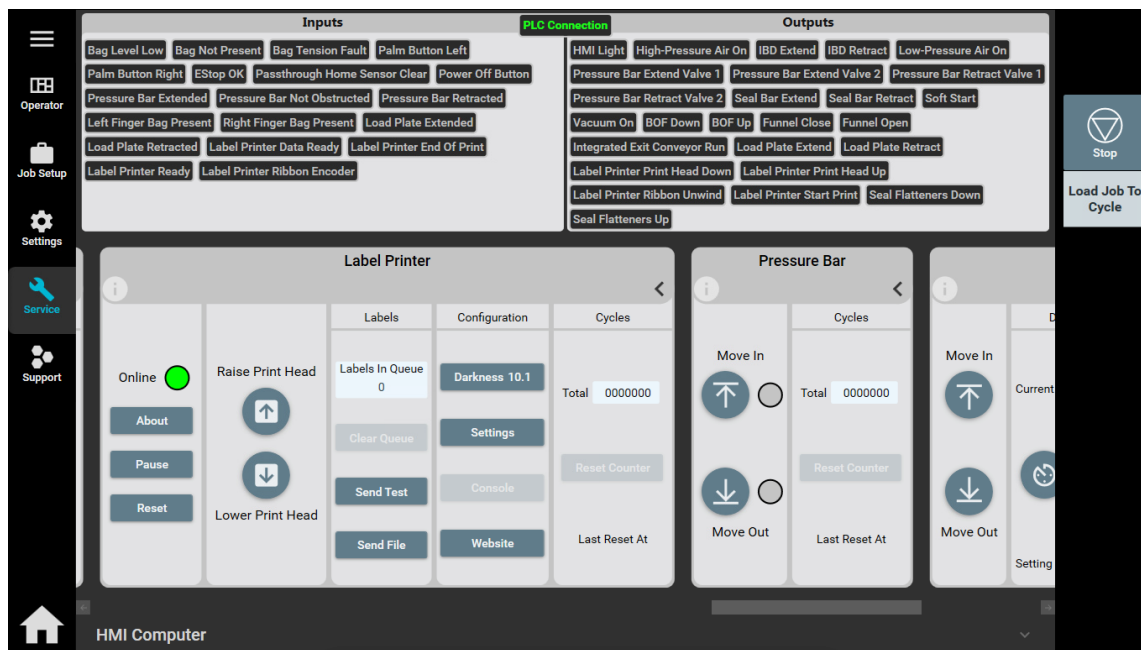 Inputs
PLC Connection
Outputs
Bag Level Low Bag Not Present Bag Tension Fault Palm Button Left
Palm Button Right EStop OK Passthrough Home Sensor Clear Power Off Button
Pressure Bar Extended Pressure Bar Not Obstructed Pressure Bar Retracted
Left Finger Bag Present Right Finger Bag Present Load Plate Extended
Load Plate Retracted Label Printer Data Ready Label Printer End Of Print
Label Printer Ready Label Printer Ribbon Encoder
HMI Light High-Pressure Air On IBD Extend IBD Retract Low-Pressure Air On
Pressure Bar Extend Valve 1 Pressure Bar Extend Valve 2 Pressure Bar Retract Valve 1
Pressure Bar Retract Valve 2 Seal Bar Extend Seal Bar Retract Soft Start
Vacuum On BOF Down BOF Up Funnel Close Funnel Open
Integrated Exit Conveyor Run Load Plate Extend Load Plate Retract
Label Printer Print Head Down Label Printer Print Head Up
Label Printer Ribbon Unwind Label Printer Start Print Seal Flatteners Down
Seal Flatteners Up
Operator
Job Setup
Settings
Service
Support
Stop
Load Job To
Cycle
Label Printer
i
Online
About
Pause
Reset
Raise Print Head
Lower Print Head
Labels
Labels In Queue
0
Clear Queue
Send Test
Send File
Configuration
Darkness 10.1
Settings
Console
Website
Cycles
Total 0000000
Reset Counter
Last Reset At
Pressure Bar
i
Move In
Move Out
Cycles
Total 0000000
Reset Counter
Last Reset At
i
Move In
Move Out
D
Current
Setting
HMI Computer